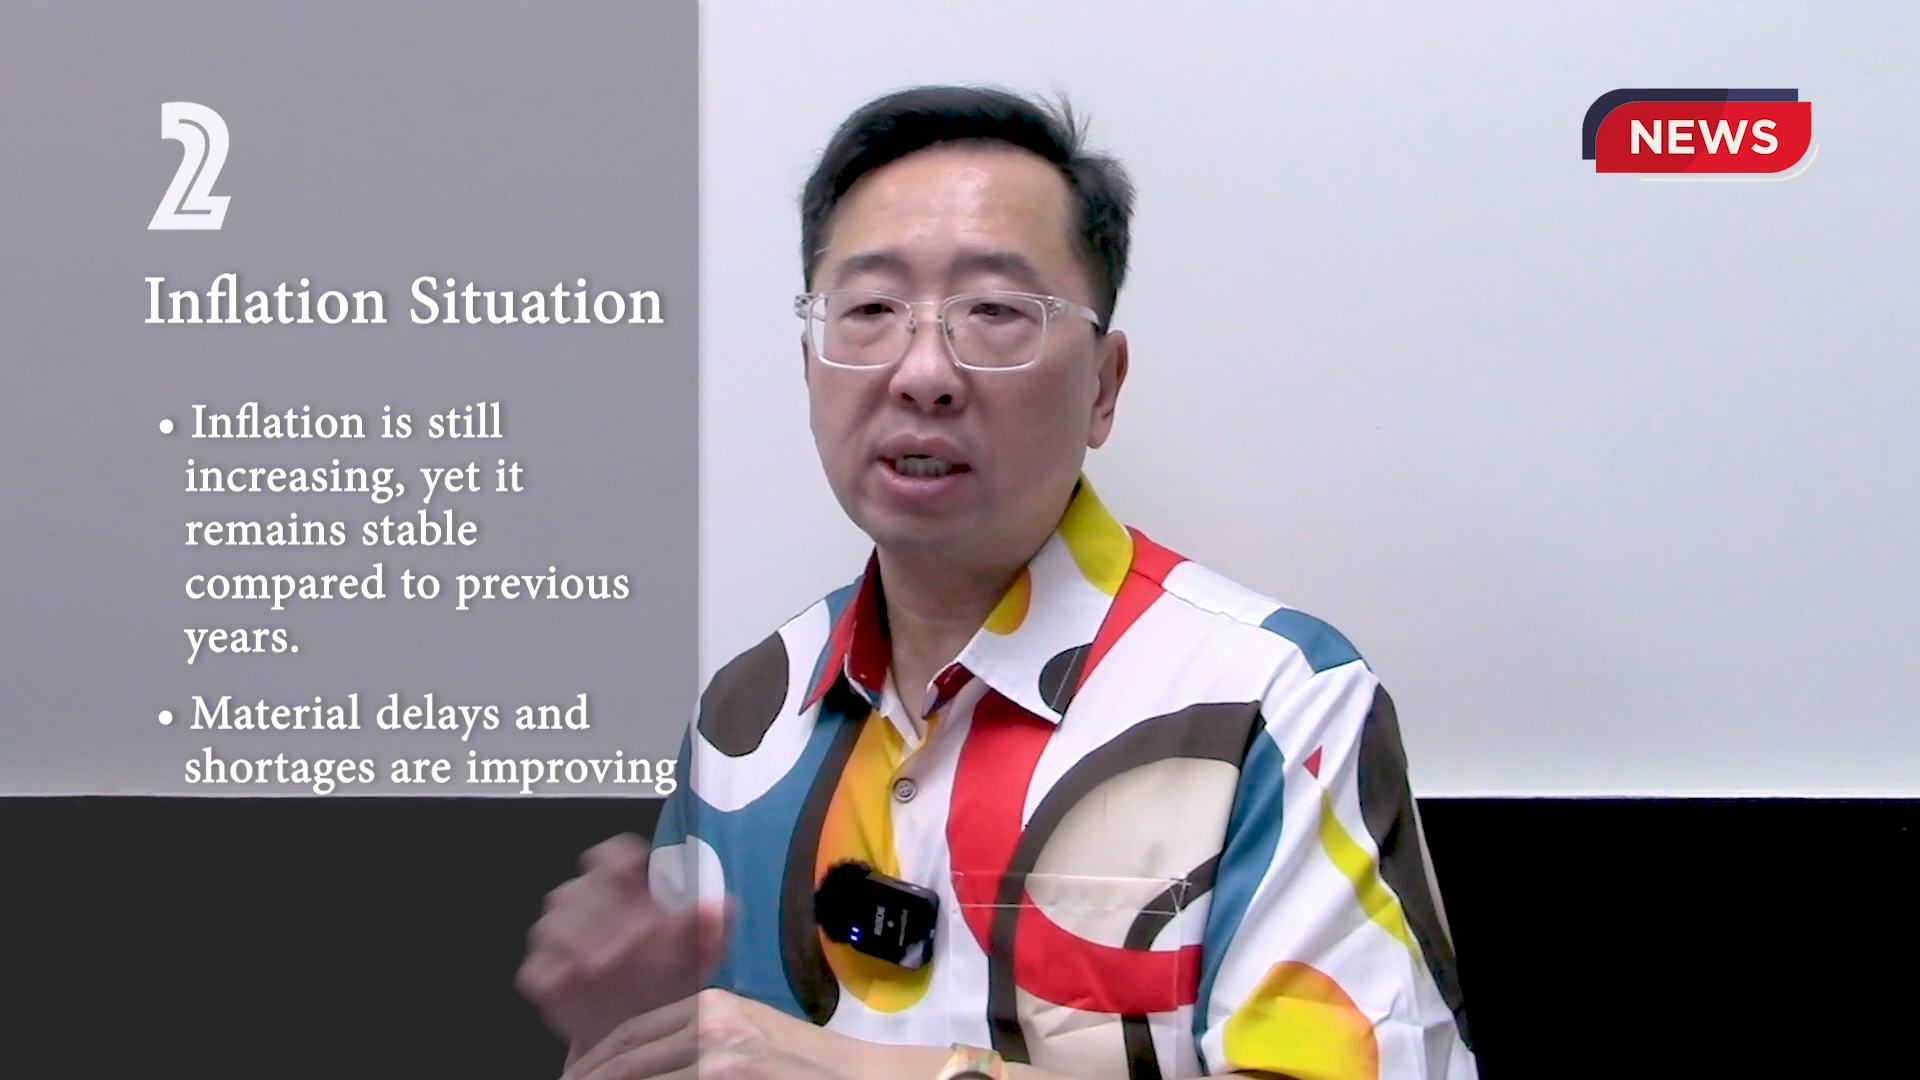 2
Inflation Situation
• Inflation is still
increasing, yet it
remains stable
compared to previous
years.
• Material delays and
shortages are improving
NEWS
RØDE